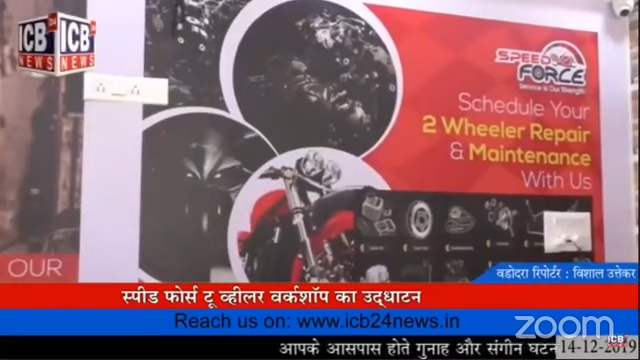 ICB 24 ICB 24
NEWS NEWS
SPEED FORCE
Service is Our Strength
Schedule Your
2 Wheeler Repair
& Maintenance
With Us
OUR
वडोदरा रिपोर्टर : विशाल उत्तेकर
स्पीड फोर्स टू व्हीलर वर्कशॉप का उद्धाटन
Reach us on: www.icb24news.in
zoom
आपके आसपास होते गुनाह और संगीन घटन
14-12-2019